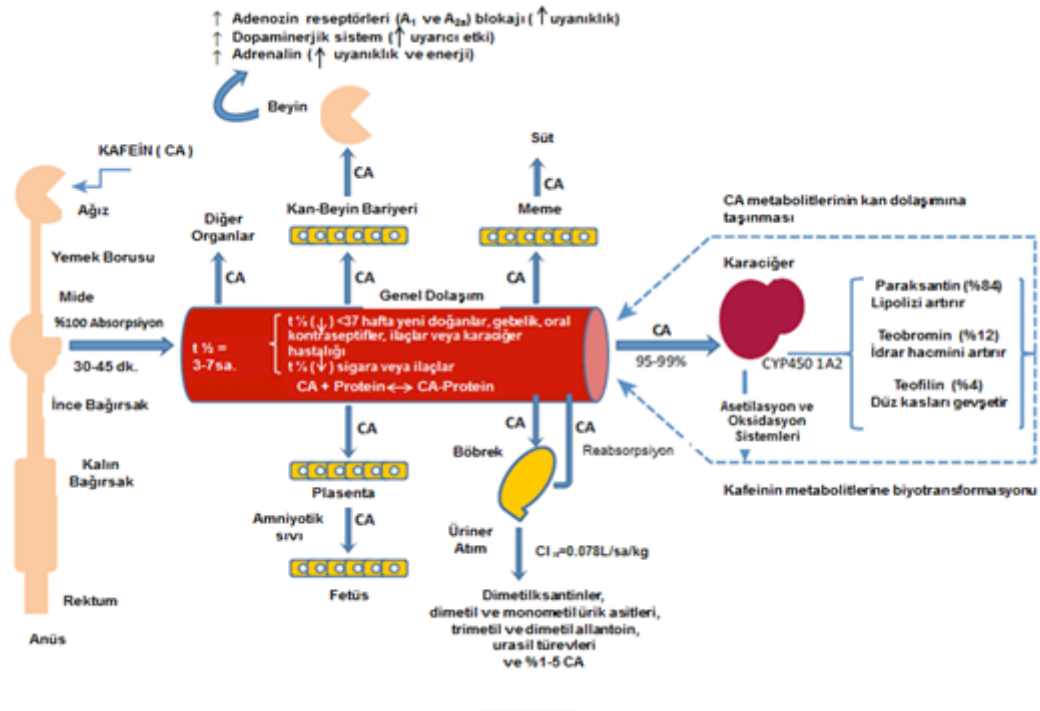 ↑ Adenozin reseptörleri (A₁ ve A₂ₐ) blokajı (↑ uyanıklık)
↑ Dopaminerjik sistem (↑ uyarıcı etki)
↑ Adrenalin (↑ uyanıklık ve enerji)
Beyin
KAFEİN ( CA )
Ağız
Yemek Borusu
Mide
%100 Absorpsiyon
30-45 dk.
İnce Bağırsak
Kalın
Bağırsak
Rektum
Anüs
Diğer
Organlar
CA
CA
Kan-Beyin Bariyeri
CA
Süt
CA
Meme
CA
Genel Dolaşım
t ½ =
3-7sa.
t ½ (↓) <37 hafta yeni doğanlar, gebelik, oral
kontraseptifler, ilaçlar veya karaciğer
hastalığı
t ½ (↓) sigara veya ilaçlar
CA + Protein ⟷ CA-Protein
CA
Plasenta
Amniyotik
sıvı
CA
Fetüs
CA
CA
Böbrek
Reabsorpsiyon
Üriner
Atım
=0.078L/sa/kg
Dimetilksantinler,
dimetil ve monometil ürik asitleri,
trimetil ve dimetil allantoin,
urasil türevleri
ve %1-5 CA
CA metabolitlerinin kan dolaşımına
taşınması
Karaciğer
CA
95-99%
CYP450 1A2
Asetilasyon ve
Oksidasyon
Sistemleri
Paraksantin (%84)
Lipolizi artırır
Teobromin (%12)
İdrar hacmini artırır
Teofilin (%4)
Düz kasları gevşetir
Kafeinin metabolitlerine biyotransformasyonu